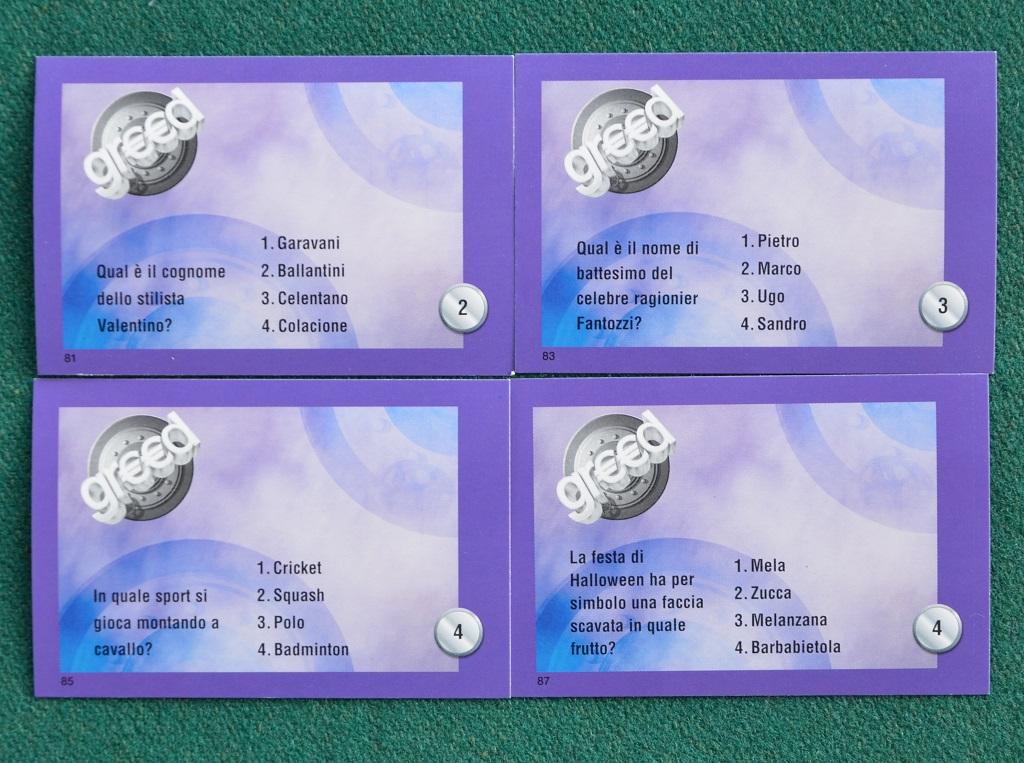 greed
Qual è il cognome
dello stilista
Valentino?
1. Garavani
2. Ballantini
3. Celentano
4. Colacione
2
81
greed
Qual è il nome di
battesimo del
celebre ragionier
Fantozzi?
1. Pietro
2. Marco
3. Ugo
4. Sandro
3
83
greed
In quale sport si
gioca montando a
cavallo?
1. Cricket
2. Squash
3. Polo
4. Badminton
4
85
greed
La festa di
Halloween ha per
simbolo una faccia
scavata in quale
frutto?
1. Mela
2. Zucca
3. Melanzana
4. Barbabietola
4
87